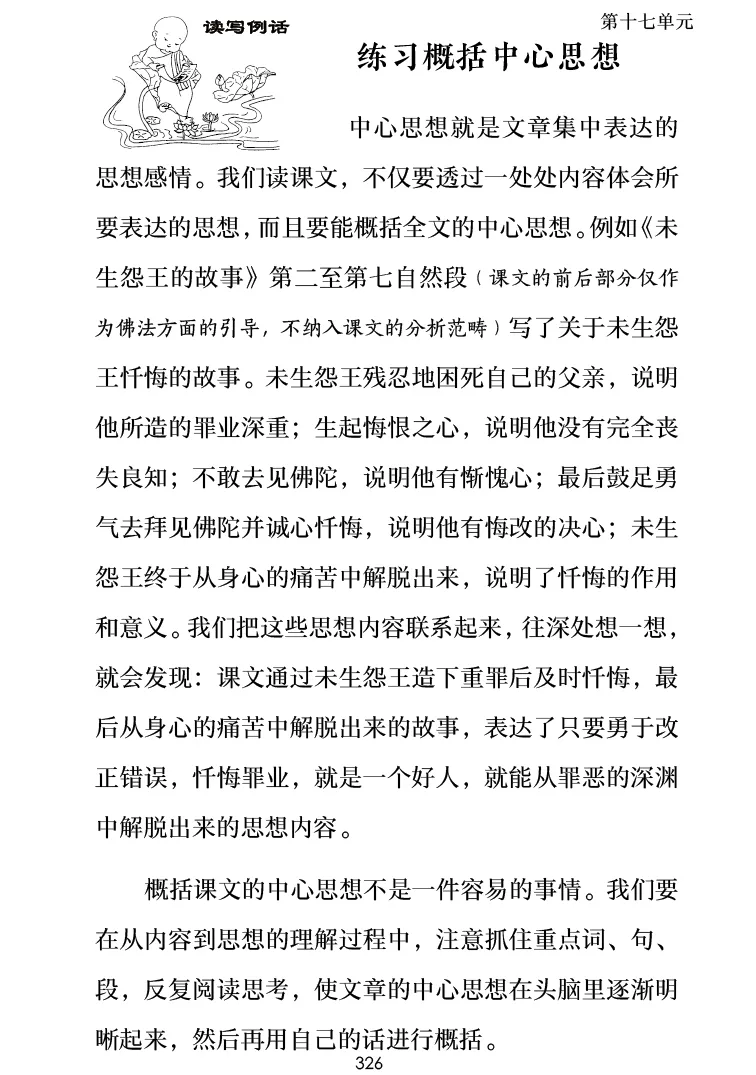 第十七单元
读写例话
练习概括中心思想
中心思想就是文章集中表达的
思想感情。我们读课文，不仅要透过一处处内容体会所
要表达的思想，而且要能概括全文的中心思想。例如《未
生怨王的故事》第二至第七自然段（课文的前后部分仅作
为佛法方面的引导，不纳入课文的分析范畴）写了关于未生怨
王忏悔的故事。未生怨王残忍地困死自己的父亲，说明
他所造的罪业深重；生起悔恨之心，说明他没有完全丧
失良知；不敢去见佛陀，说明他有惭愧心；最后鼓足勇
气去拜见佛陀并诚心忏悔，说明他有悔改的决心；未生
怨王终于从身心的痛苦中解脱出来，说明了忏悔的作用
和意义。我们把这些思想内容联系起来，往深处想一想，
就会发现：课文通过未生怨王造下重罪后及时忏悔，最
后从身心的痛苦中解脱出来的故事，表达了只要勇于改
正错误，忏悔罪业，就是一个好人，就能从罪恶的深渊
中解脱出来的思想内容。
概括课文的中心思想不是一件容易的事情。我们要
在从内容到思想的理解过程中，注意抓住重点词、句、
段，反复阅读思考，使文章的中心思想在头脑里逐渐明
晰起来，然后再用自己的话进行概括。
326